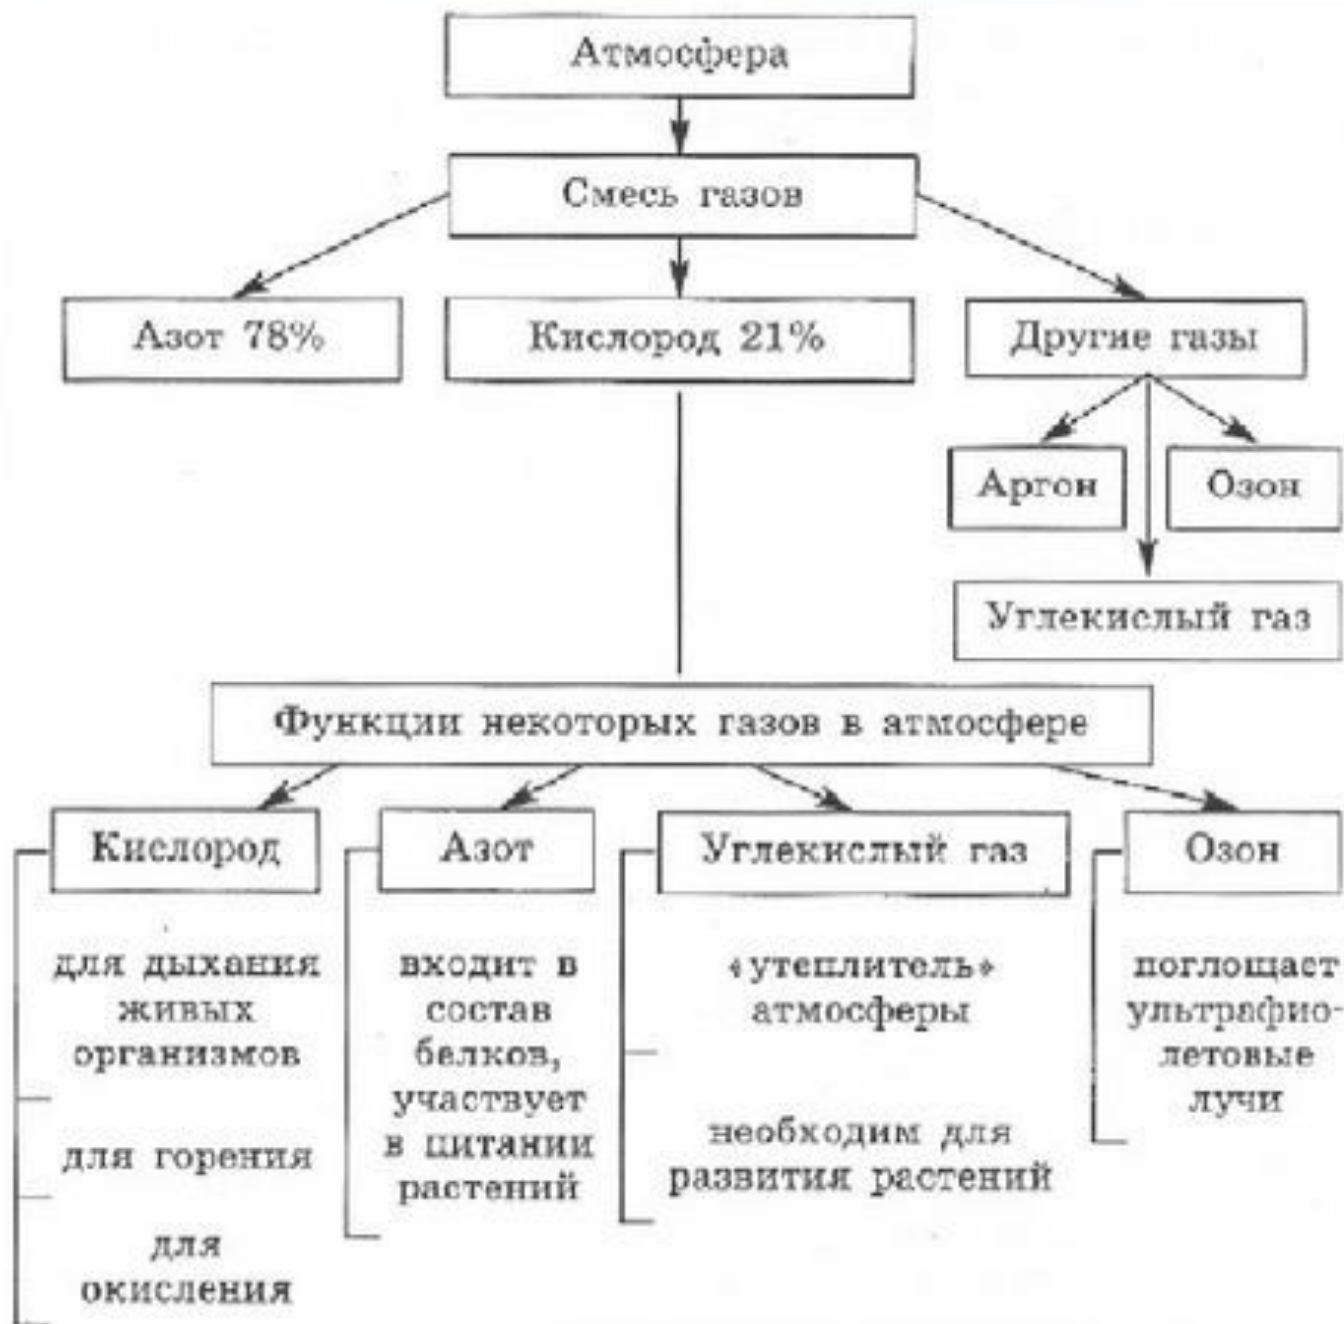 Атмосфера
Смесь газов
Азот 78%
Кислород 21%
Другие газы
Аргон
Озон
Углекислый газ
Функции некоторых газов в атмосфере
Кислород
для дыхания
живых
организмов
для горения
для
окисления
Азот
входит в
состав
белков,
участвует
в питании
растений
Углекислый газ
«утеплитель»
атмосферы
необходим для
развития растений
Озон
поглощает
ультрафио-
летовые
лучи